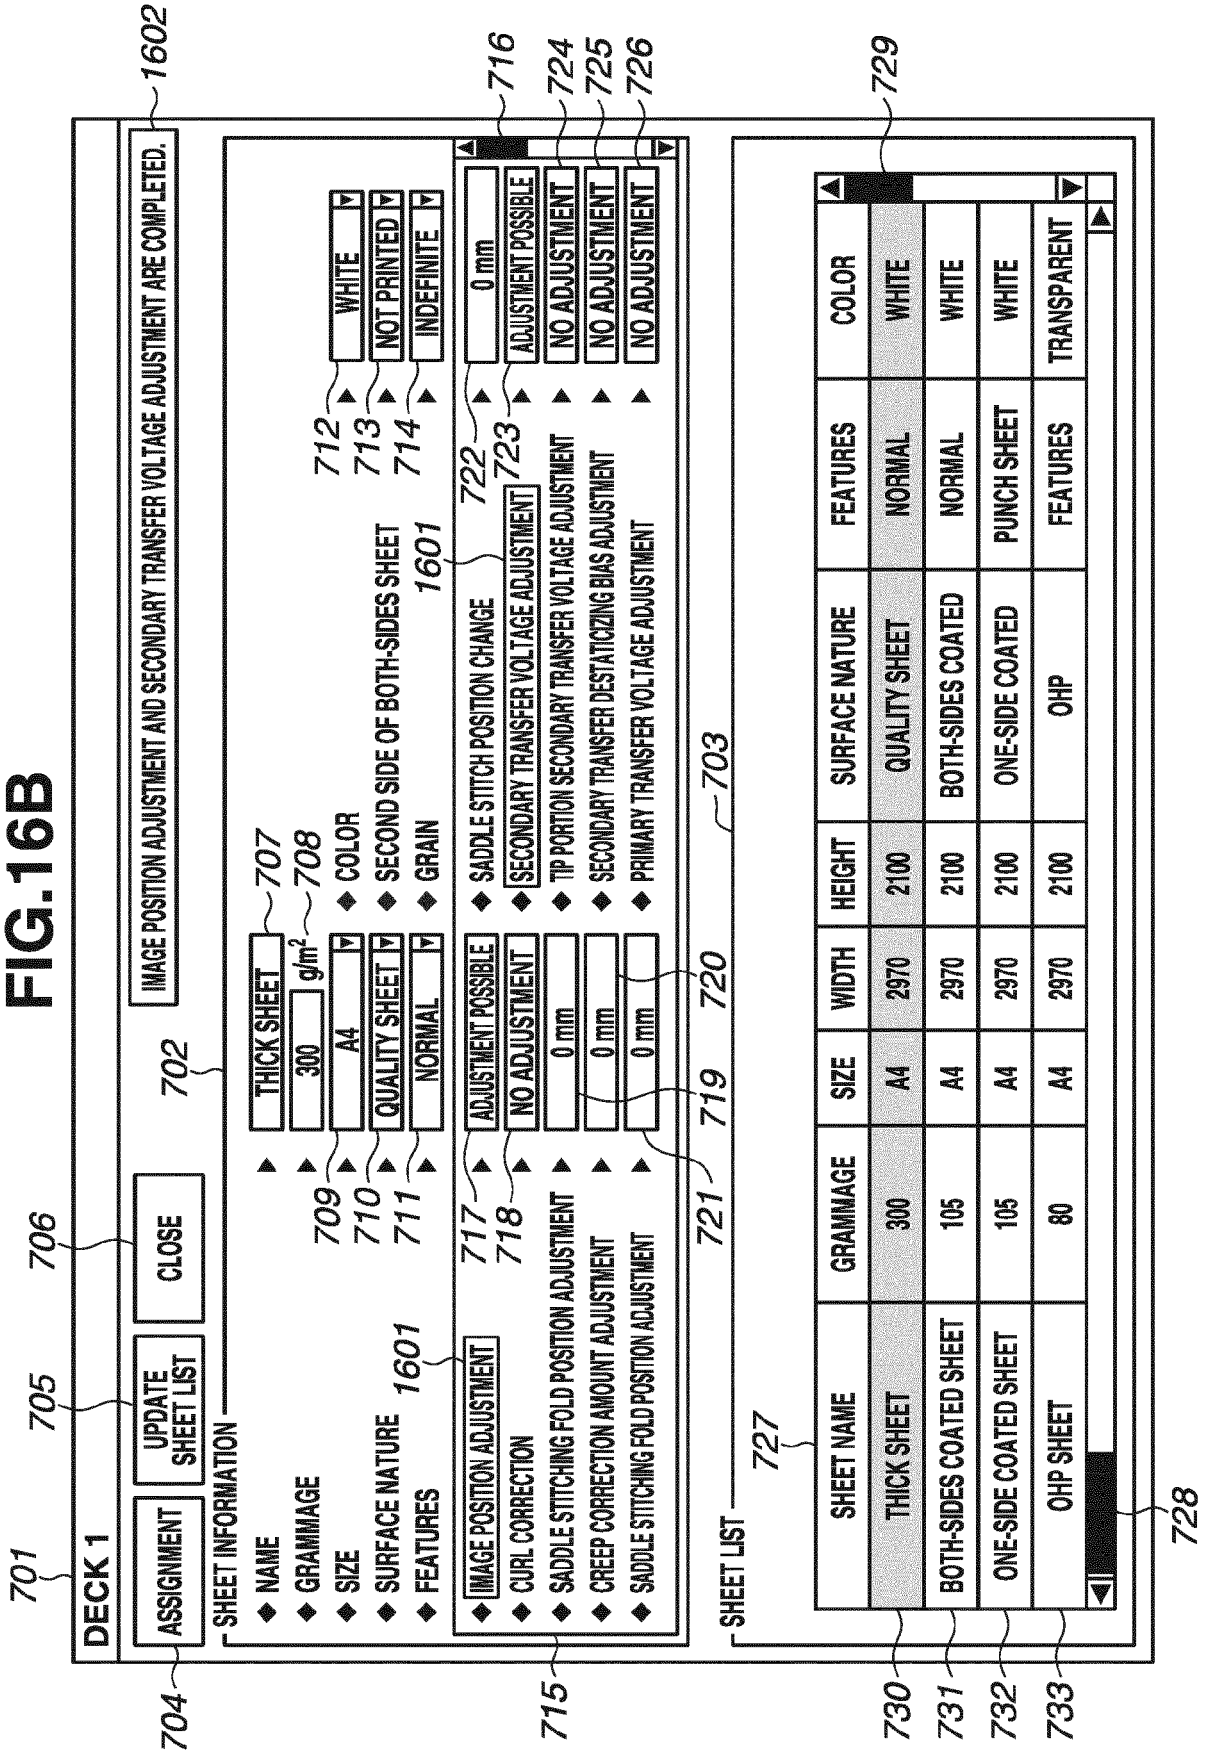 FIG.16B
701
DECK 1
704
ASSIGNMENT
705
UPDATE
SHEET LIST
706
CLOSE
IMAGE POSITION ADJUSTMENT AND SECONDARY TRANSFER VOLTAGE ADJUSTMENT ARE COMPLETED.
1602
702
SHEET INFORMATION
◆ NAME ▶ THICK SHEET 707
◆ GRAMMAGE ▶ 300 g/m² 708
◆ SIZE 709 ▶ A4 ▼ ◆ COLOR 712 ▶ WHITE ▼
◆ SURFACE NATURE 710 ▶ QUALITY SHEET ▼ ◆ SECOND SIDE OF BOTH-SIDES SHEET 713 ▶ NOT PRINTED ▼
◆ FEATURES 711 ▶ NORMAL ▼ ◆ GRAIN 714 ▶ INDEFINITE ▼
1601 1601
715
◆ IMAGE POSITION ADJUSTMENT 717 ▶ ADJUSTMENT POSSIBLE ◆ SADDLE STITCH POSITION CHANGE 722 ▶ 0 mm 716
◆ CURL CORRECTION 718 ▶ NO ADJUSTMENT ◆ SECONDARY TRANSFER VOLTAGE ADJUSTMENT 723 ▶ ADJUSTMENT POSSIBLE
◆ SADDLE STITCHING FOLD POSITION ADJUSTMENT ▶ 0 mm 719 ◆ TIP PORTION SECONDARY TRANSFER VOLTAGE ADJUSTMENT ▶ NO ADJUSTMENT 724
◆ CREEP CORRECTION AMOUNT ADJUSTMENT ▶ 0 mm 720 ◆ SECONDARY TRANSFER DESTATICIZING BIAS ADJUSTMENT ▶ NO ADJUSTMENT 725
◆ SADDLE STITCHING FOLD POSITION ADJUSTMENT ▶ 0 mm 721 ◆ PRIMARY TRANSFER VOLTAGE ADJUSTMENT ▶ NO ADJUSTMENT 726
703
SHEET LIST
727
SHEET NAME GRAMMAGE SIZE WIDTH HEIGHT SURFACE NATURE FEATURES COLOR 729
730 THICK SHEET 300 A4 2970 2100 QUALITY SHEET NORMAL WHITE
731 BOTH-SIDES COATED SHEET 105 A4 2970 2100 BOTH-SIDES COATED NORMAL WHITE
732 ONE-SIDE COATED SHEET 105 A4 2970 2100 ONE-SIDE COATED PUNCH SHEET WHITE
733 OHP SHEET 80 A4 2970 2100 OHP FEATURES TRANSPARENT
728